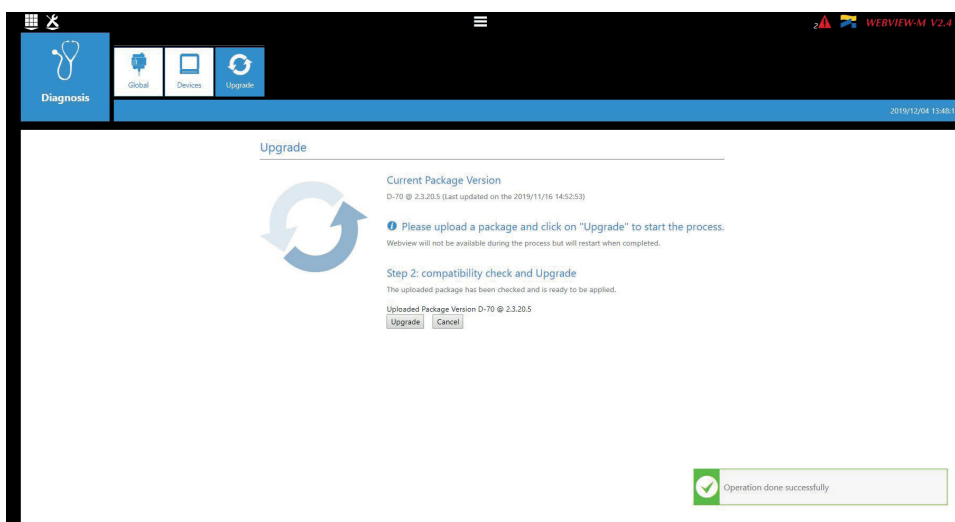 2
WEBVIEW-M V2.4
Diagnosis
Global
Devices
Upgrade
2019/12/04 13:48:1
Upgrade
Current Package Version
D-70 @ 2.3.20.5 (Last updated on the 2019/11/16 14:52:53)
Please upload a package and click on "Upgrade" to start the process.
Webview will not be available during the process but will restart when completed.
Step 2: compatibility check and Upgrade
The uploaded package has been checked and is ready to be applied.
Uploaded Package Version D-70 @ 2.3.20.5
Upgrade Cancel
Operation done successfully